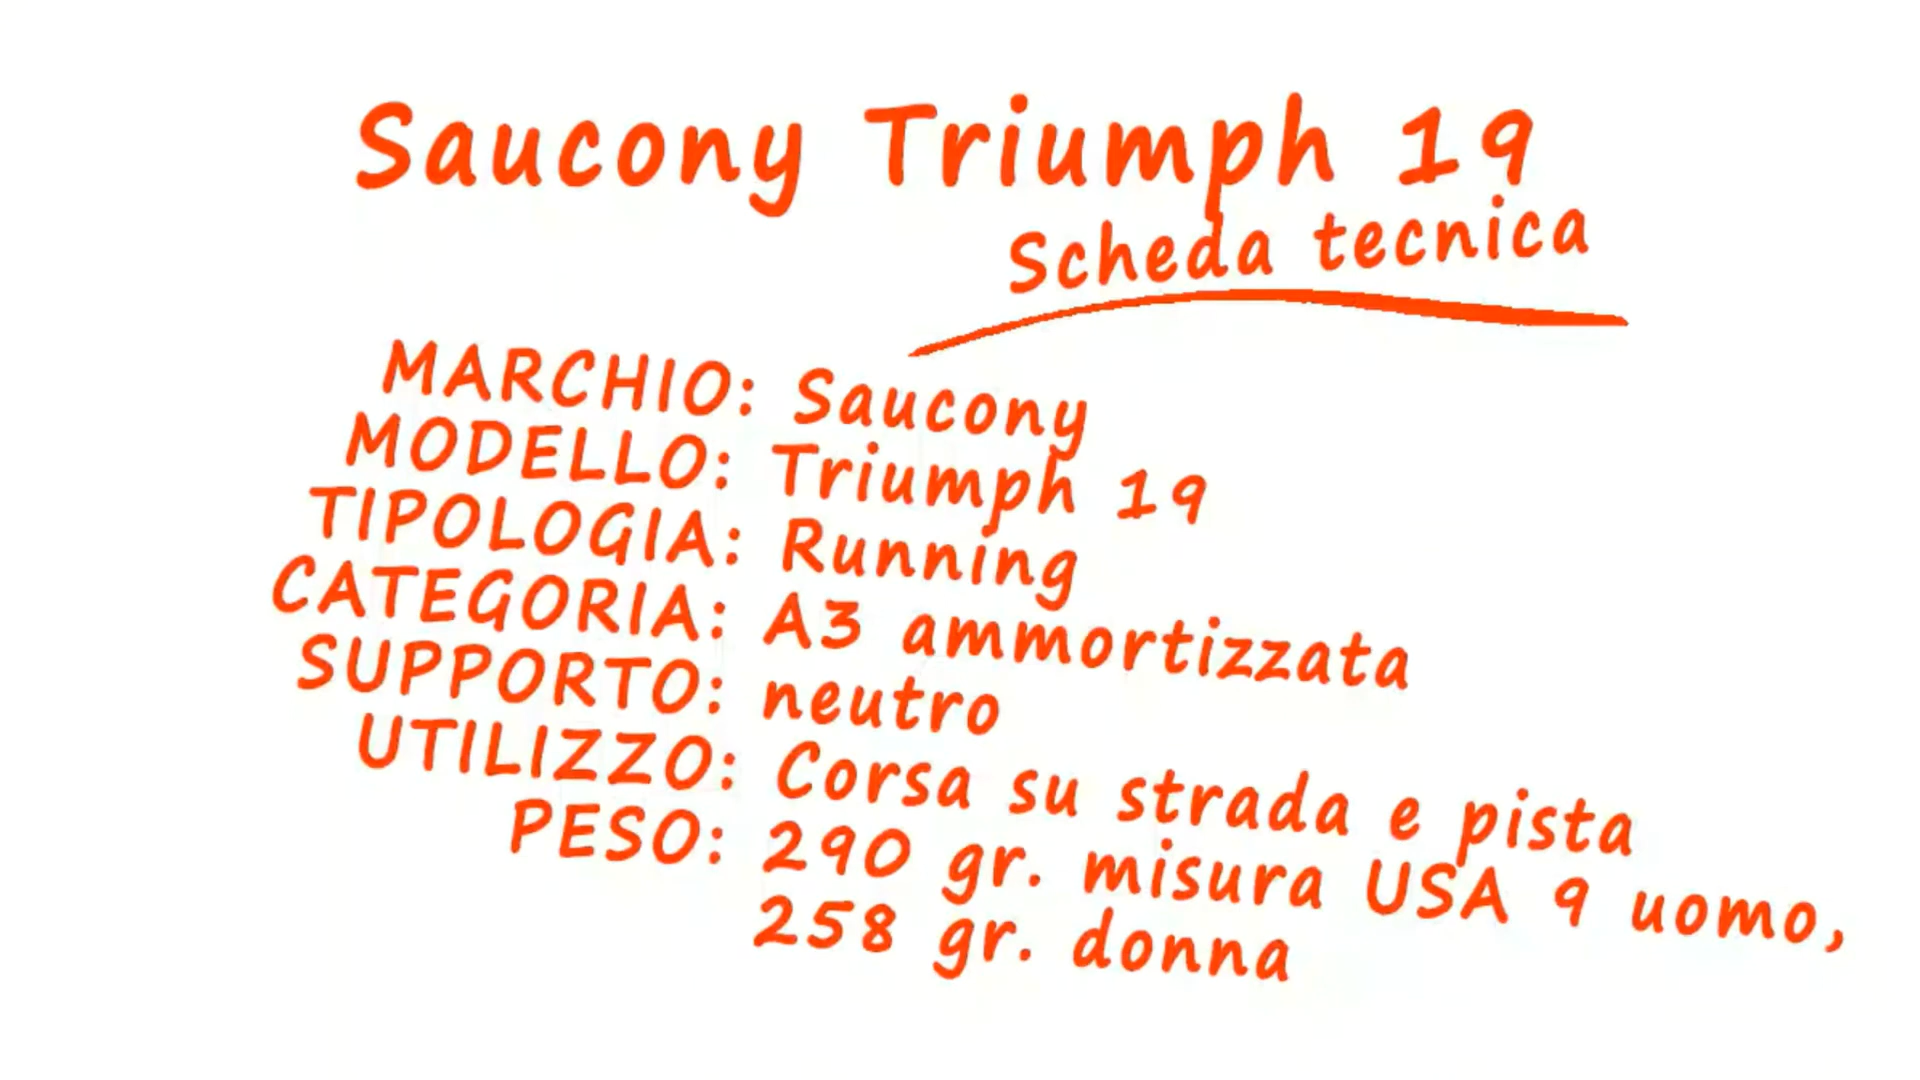 Saucony Triumph 19
Scheda tecnica
MARCHIO: Saucony
MODELLO: Triumph 19
TIPOLOGIA: Running
CATEGORIA: A3 ammortizzata
SUPPORTO: neutro
UTILIZZO: Corsa su strada e pista
PESO: 290 gr. misura USA 9 uomo,
258 gr. donna